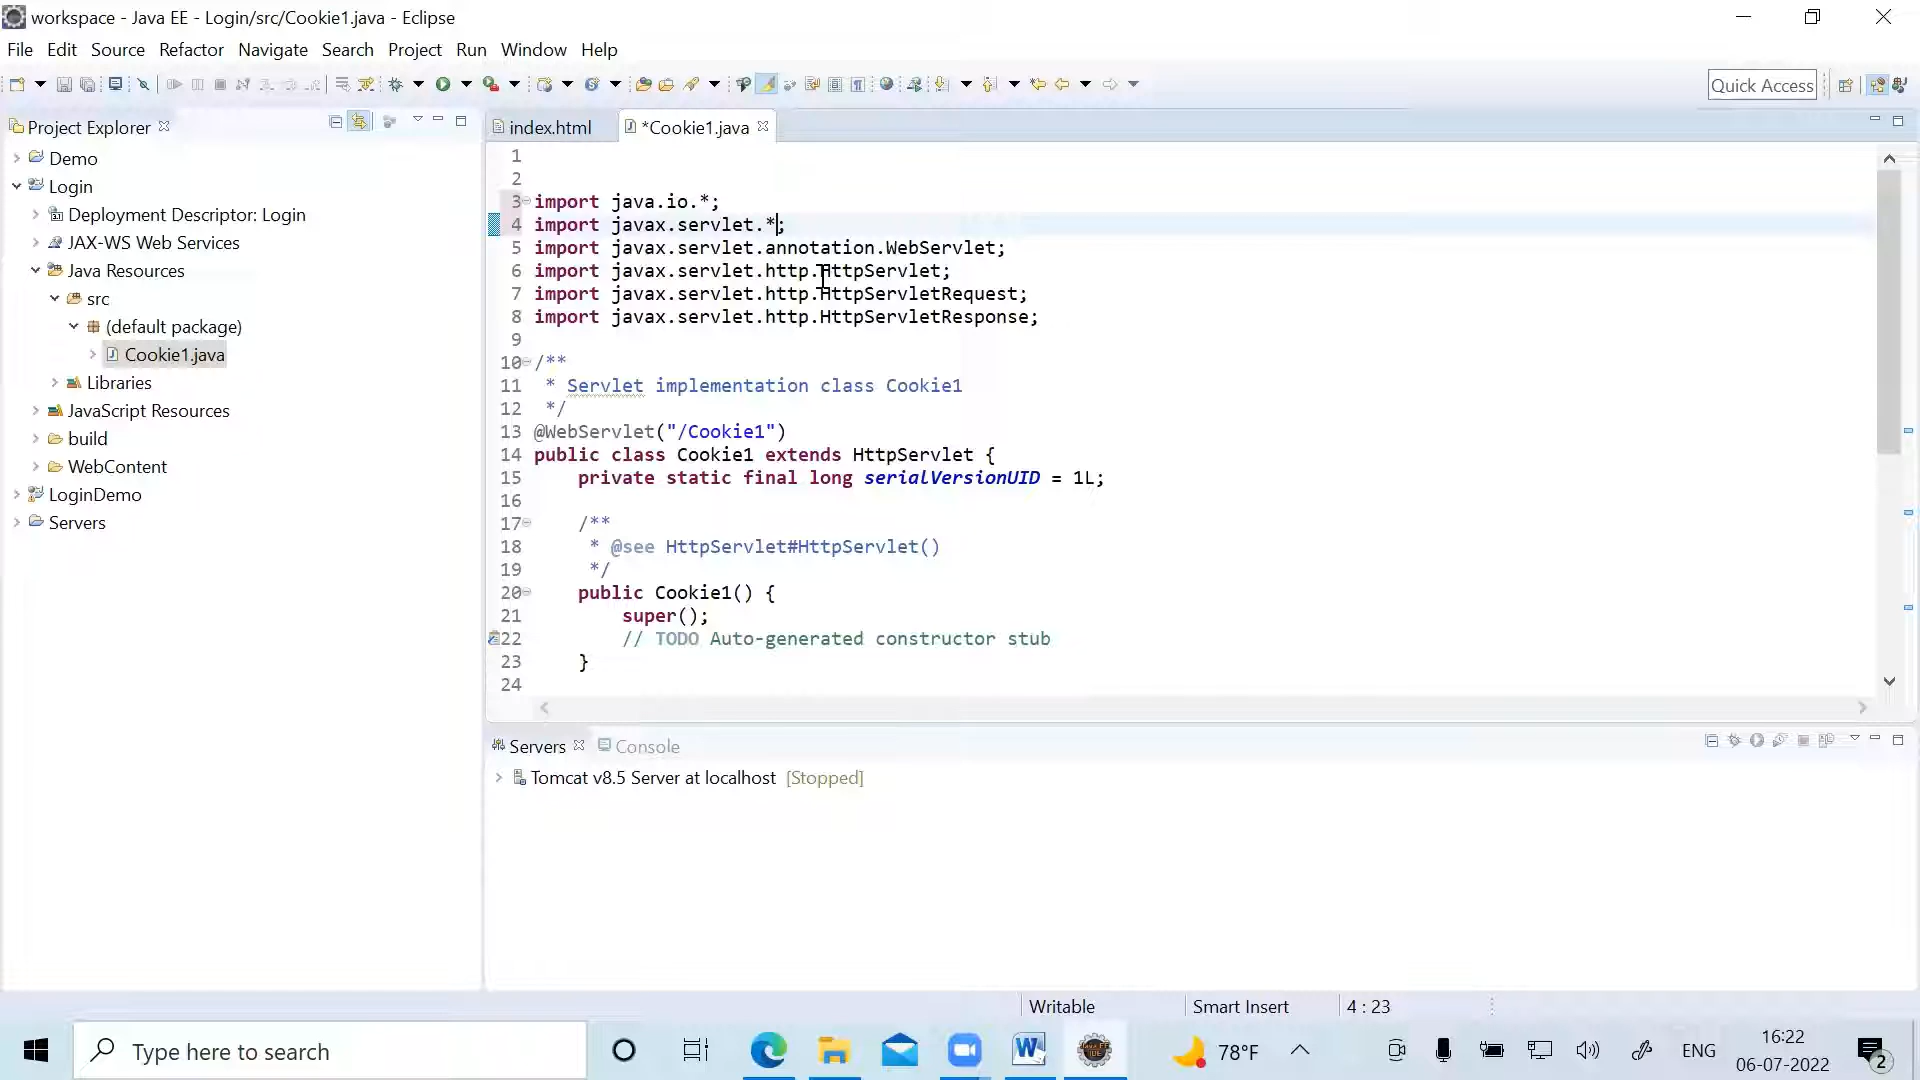 workspace - Java EE - Login/src/Cookie1.java - Eclipse
File Edit Source Refactor Navigate Search Project Run Window Help
Quick Access
Project Explorer
index.html
*Cookie1.java
Demo
Login
Deployment Descriptor: Login
JAX-WS Web Services
Java Resources
src
(default package)
Cookie1.java
Libraries
JavaScript Resources
build
WebContent
LoginDemo
Servers
1
2
3 import java.io.*;
4 import javax.servlet.*;
5 import javax.servlet.annotation.WebServlet;
6 import javax.servlet.http.HttpServlet;
7 import javax.servlet.http.HttpServletRequest;
8 import javax.servlet.http.HttpServletResponse;
9
10 /**
11 * Servlet implementation class Cookie1
12 */
13 @WebServlet("/Cookie1")
14 public class Cookie1 extends HttpServlet {
15 private static final long serialVersionUID = 1L;
16
17 /**
18 * @see HttpServlet#HttpServlet()
19 */
20 public Cookie1() {
21 super();
22 // TODO Auto-generated constructor stub
23 }
24
Servers Console
Tomcat v8.5 Server at localhost [Stopped]
Writable Smart Insert 4 : 23
Type here to search
78°F
ENG
16:22
06-07-2022
2